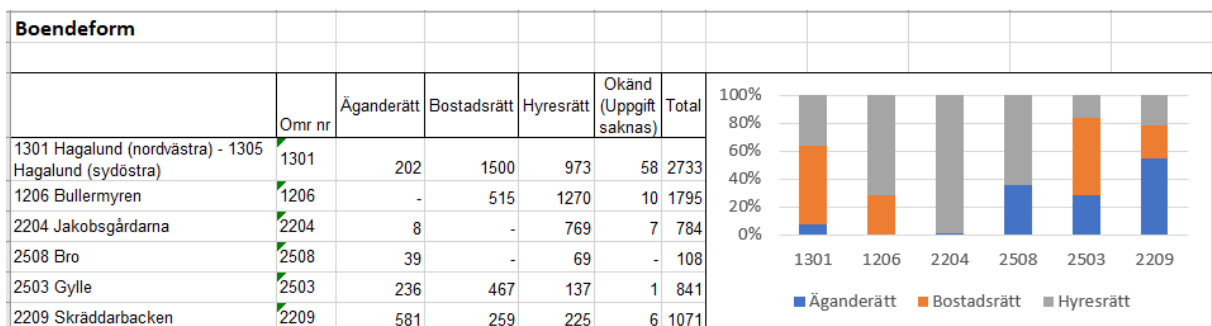 Boendeform
Omr nr Äganderätt Bostadsrätt Hyresrätt Okänd (Uppgift saknas) Total
1301 Hagalund (nordvästra) - 1305
Hagalund (sydöstra) 1301 202 1500 973 58 2733
1206 Bullermyren 1206 - 515 1270 10 1795
2204 Jakobsgårdarna 2204 8 - 769 7 784
2508 Bro 2508 39 - 69 - 108
2503 Gylle 2503 236 467 137 1 841
2209 Skräddarbacken 2209 581 259 225 6 1071
100%
80%
60%
40%
20%
0%
1301 1206 2204 2508 2503 2209
Äganderätt Bostadsrätt Hyresrätt